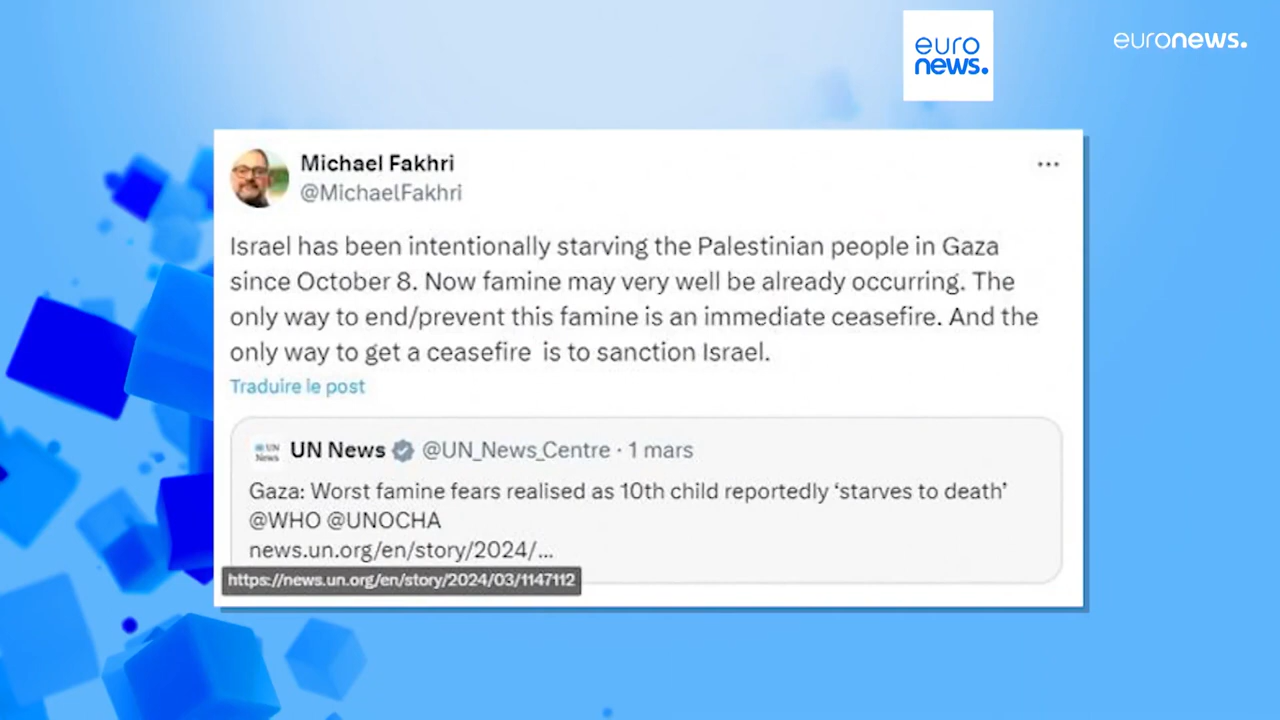 euro
news.
euronews.
Michael Fakhri
@MichaelFakhri
Israel has been intentionally starving the Palestinian people in Gaza
since October 8. Now famine may very well be already occurring. The
only way to end/prevent this famine is an immediate ceasefire. And the
only way to get a ceasefire is to sanction Israel.
Traduire le post
UN News
UN News @UN_News_Centre · 1 mars
Gaza: Worst famine fears realised as 10th child reportedly ‘starves to death’
@WHO @UNOCHA
news.un.org/en/story/2024/...
https://news.un.org/en/story/2024/03/1147112